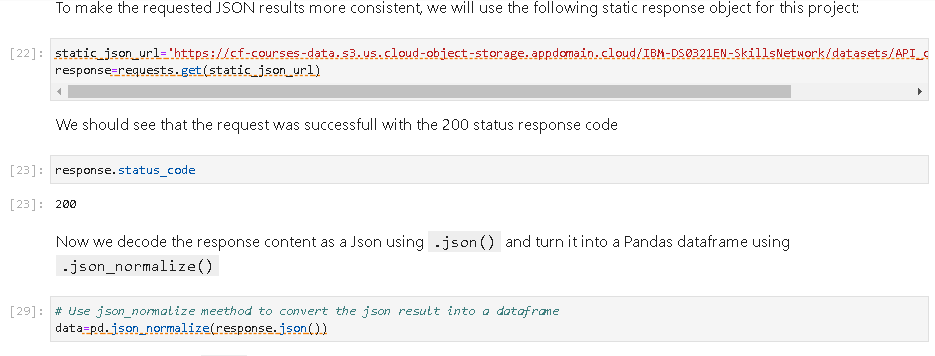 To make the requested JSON results more consistent, we will use the following static response object for this project:
[22]: static_json_url='https://cf-courses-data.s3.us.cloud-object-storage.appdomain.cloud/IBM-DS0321EN-SkillsNetwork/datasets/API_c
response=requests.get(static_json_url)
We should see that the request was successfull with the 200 status response code
[23]: response.status_code
[23]: 200
Now we decode the response content as a Json using .json() and turn it into a Pandas dataframe using
.json_normalize()
[29]: # Use json_normalize meethod to convert the json result into a dataframe
data=pd.json_normalize(response.json())